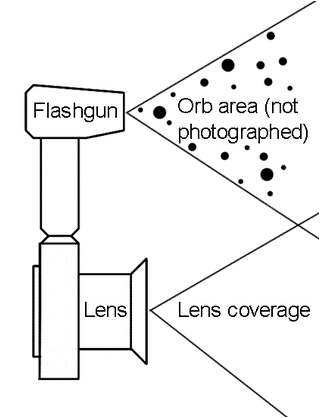 Flashgun
Orb area (not
photographed)
Lens
Lens coverage